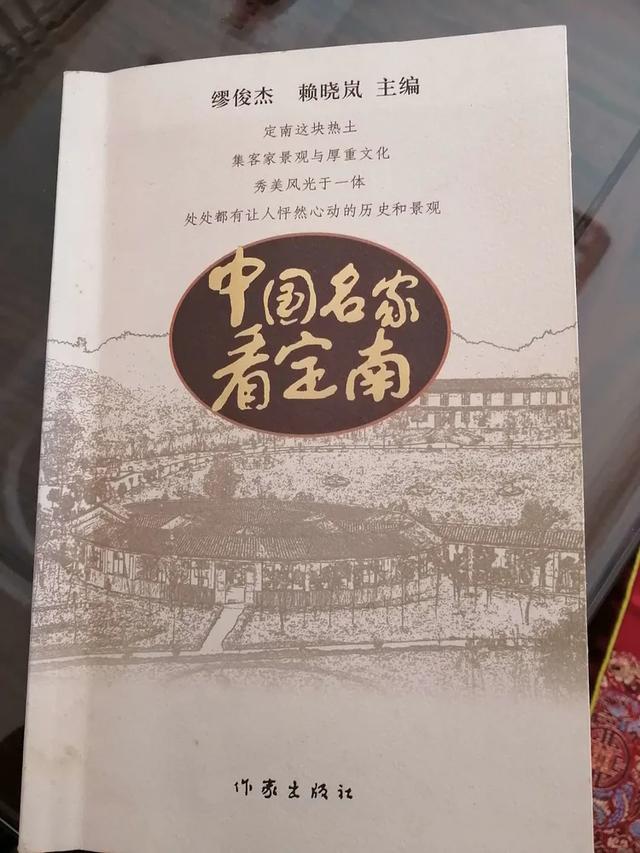 缪俊杰 赖晓岚 主编
定南这块热土
集客家景观与厚重文化
秀美风光于一体
处处都有让人怦然心动的历史和景观
中国名家
看定南
作家出版社